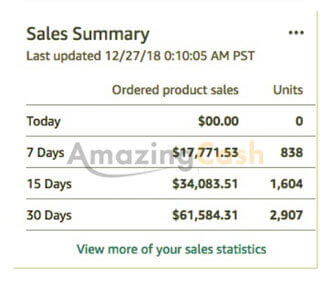 Sales Summary ...
Last updated 12/27/18 0:10:05 AM PST
Ordered product sales Units
Today $00.00 0
7 Days $17,771.53 838
AmazingCash
15 Days $34,083.51 1,604
30 Days $61,584.31 2,907
View more of your sales statistics